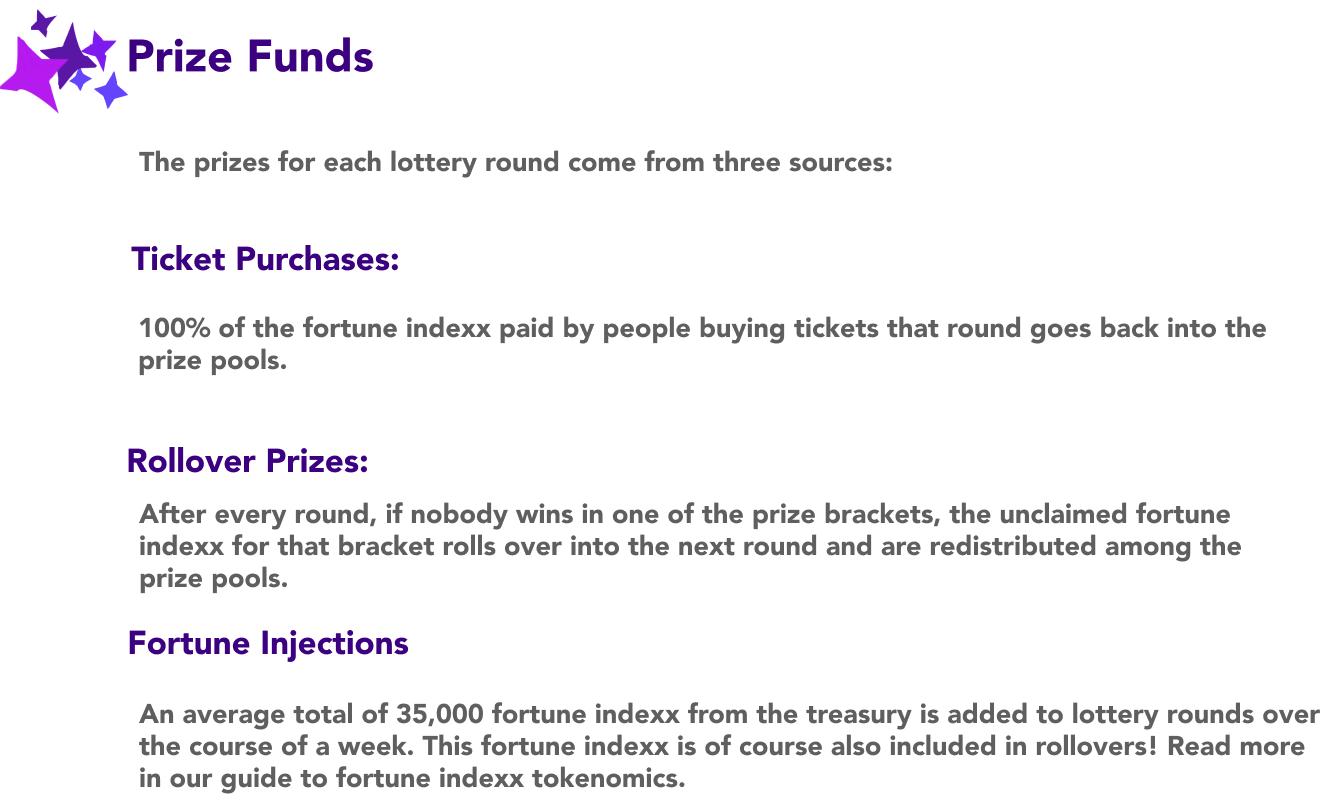 Prize Funds
The prizes for each lottery round come from three sources:
Ticket Purchases:
100% of the fortune indexx paid by people buying tickets that round goes back into the
prize pools.
Rollover Prizes:
After every round, if nobody wins in one of the prize brackets, the unclaimed fortune
indexx for that bracket rolls over into the next round and are redistributed among the
prize pools.
Fortune Injections
An average total of 35,000 fortune indexx from the treasury is added to lottery rounds over
the course of a week. This fortune indexx is of course also included in rollovers! Read more
in our guide to fortune indexx tokenomics.